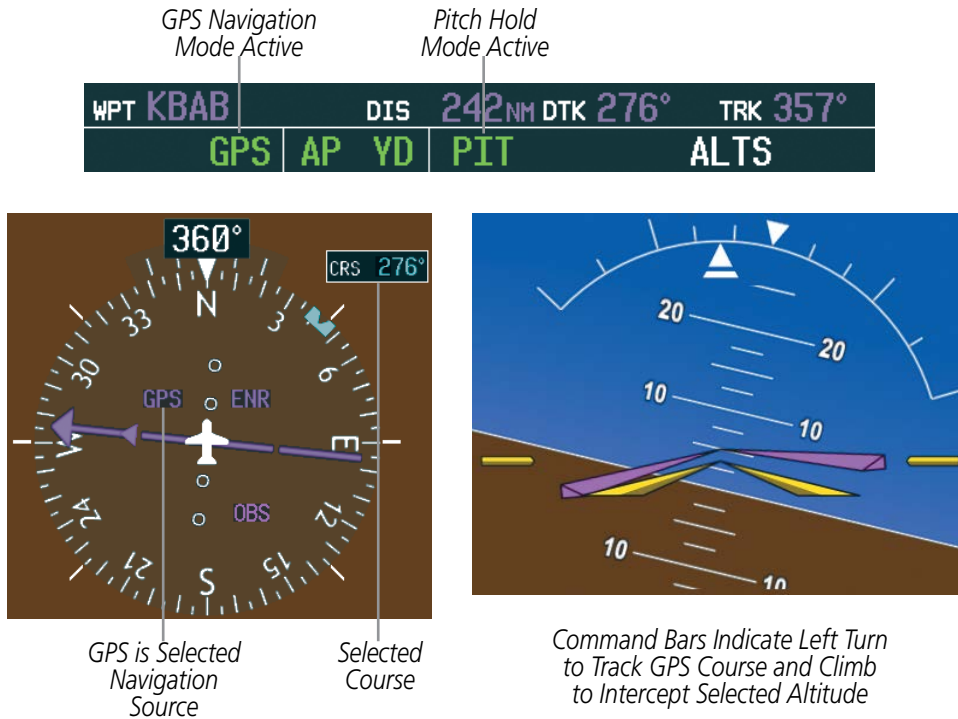 GPS Navigation
Mode Active
Pitch Hold
Mode Active
WPT KBAB DIS 242NM DTK 276° TRK 357°
GPS AP YD PIT ALTS
360°
CRS 276°
N
33
3
30
6
GPS ENR
W
E
OBS
24
12
21
15
S
20
20
10
10
10
10
GPS is Selected
Navigation
Source
Selected
Course
Command Bars Indicate Left Turn
to Track GPS Course and Climb
to Intercept Selected Altitude